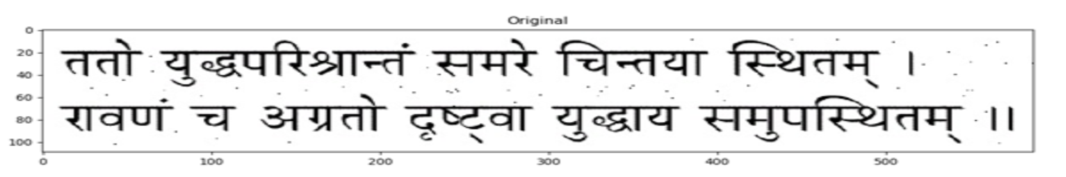 Original
0
20
40
60
80
100
ततो युद्धपरिश्रान्तं समरे चिन्तया स्थितम् ।
रावणं च अग्रतो दृष्ट्वा युद्धाय समुपस्थितम् ॥
0 100 200 300 400 500